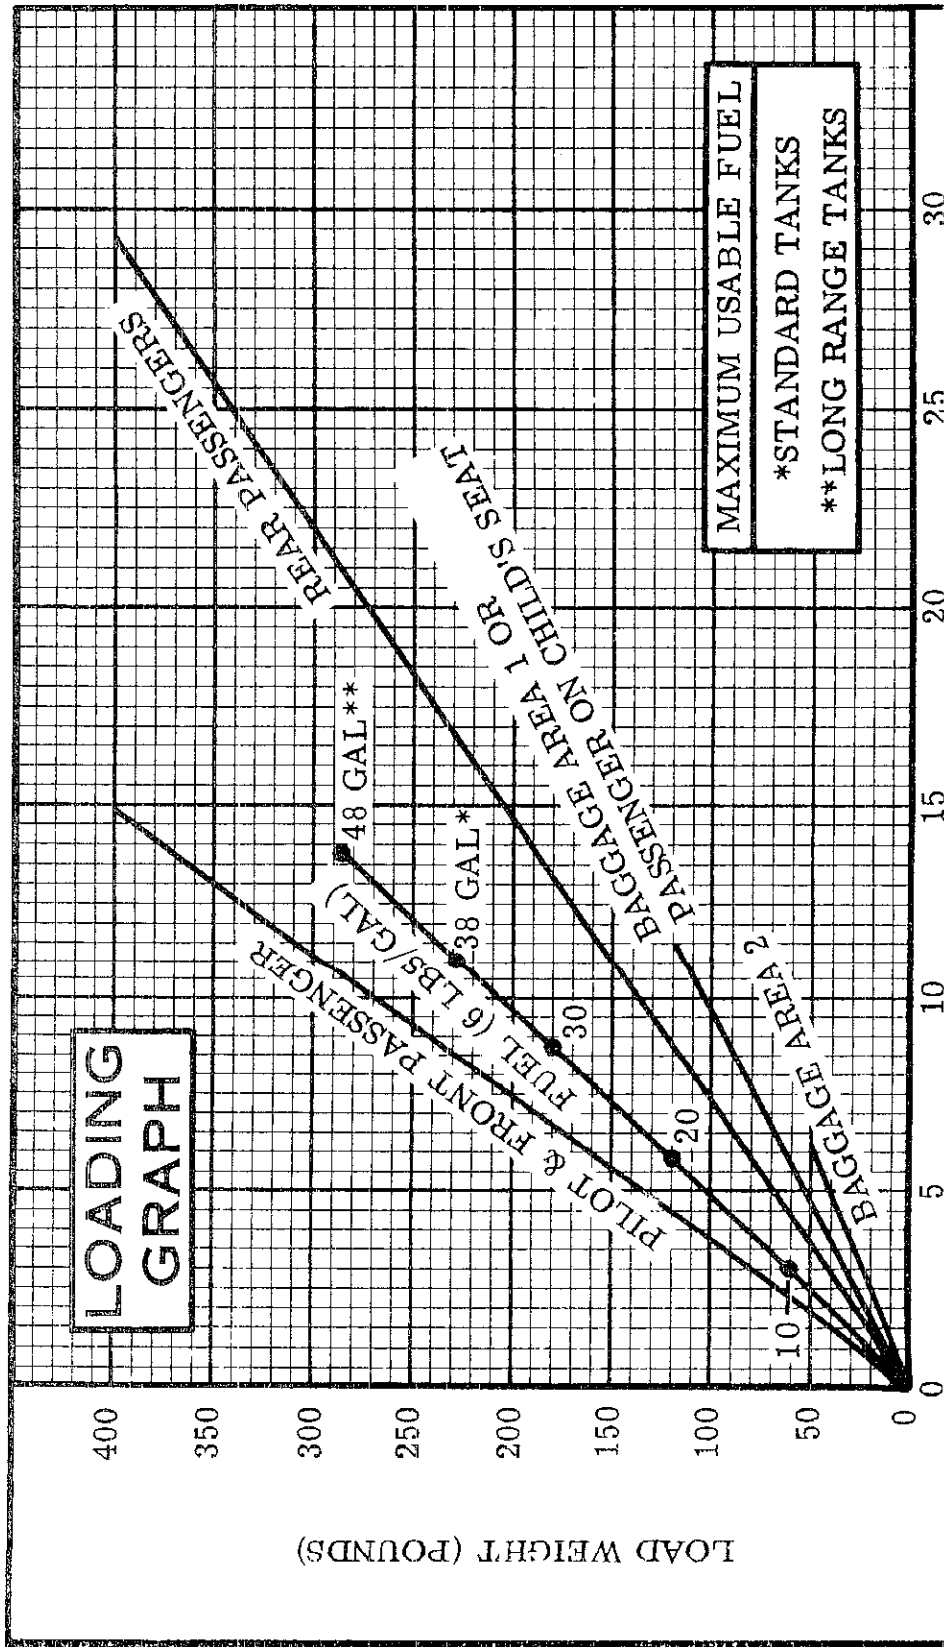 LOADING
GRAPH
LOAD WEIGHT (POUNDS)
400
350
300
250
200
150
100
50
0
PILOT & FRONT PASSENGER
FUEL (6 LBS/GAL)
48 GAL**
38 GAL*
30
20
10
REAR PASSENGERS
BAGGAGE AREA 1 OR
PASSENGER ON CHILD'S SEAT
BAGGAGE AREA 2
MAXIMUM USABLE FUEL
*STANDARD TANKS
**LONG RANGE TANKS
0
5
10
15
20
25
30